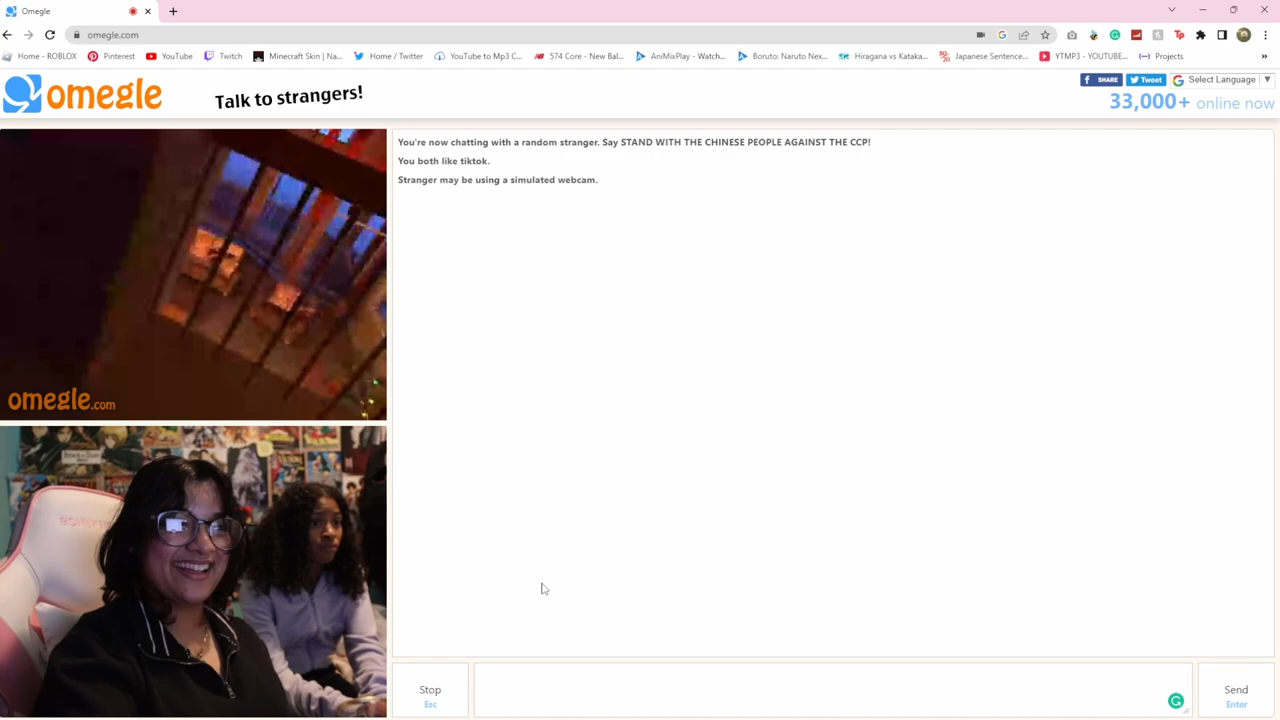 Omegle
omegle.com
Home - ROBLOX
Pinterest
YouTube
Twitch
Minecraft Skin | Na...
Home / Twitter
YouTube to Mp3 C...
574 Core - New Bal...
AniMixPlay - Watch...
Boruto: Naruto Nex...
Hiragana vs Kataka...
Japanese Sentence...
YTMP3 - YOUTUBE...
Projects
»
omegle
Talk to strangers!
SHARE
Tweet
Select Language
33,000+ online now
You're now chatting with a random stranger. Say STAND WITH THE CHINESE PEOPLE AGAINST THE CCP!
You both like tiktok.
Stranger may be using a simulated webcam.
omegle.com
Stop
Esc
Send
Enter